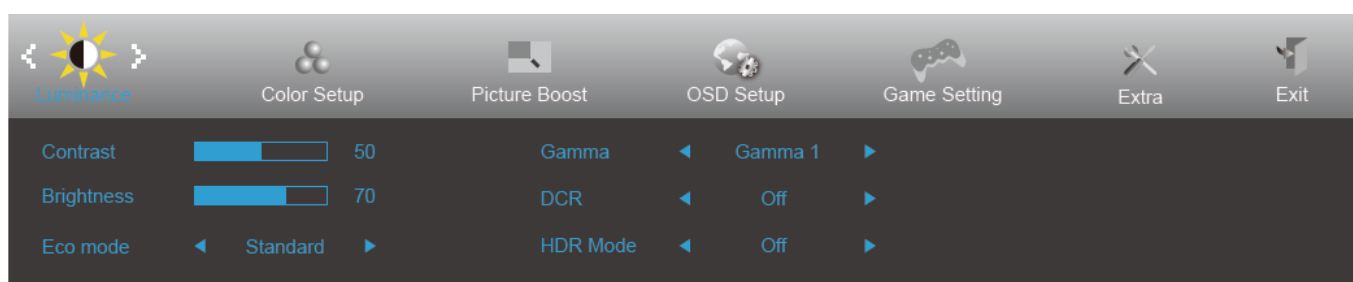 Luminance Color Setup Picture Boost OSD Setup Game Setting Extra Exit
Contrast 50 Gamma Gamma 1
Brightness 70 DCR Off
Eco mode Standard HDR Mode Off